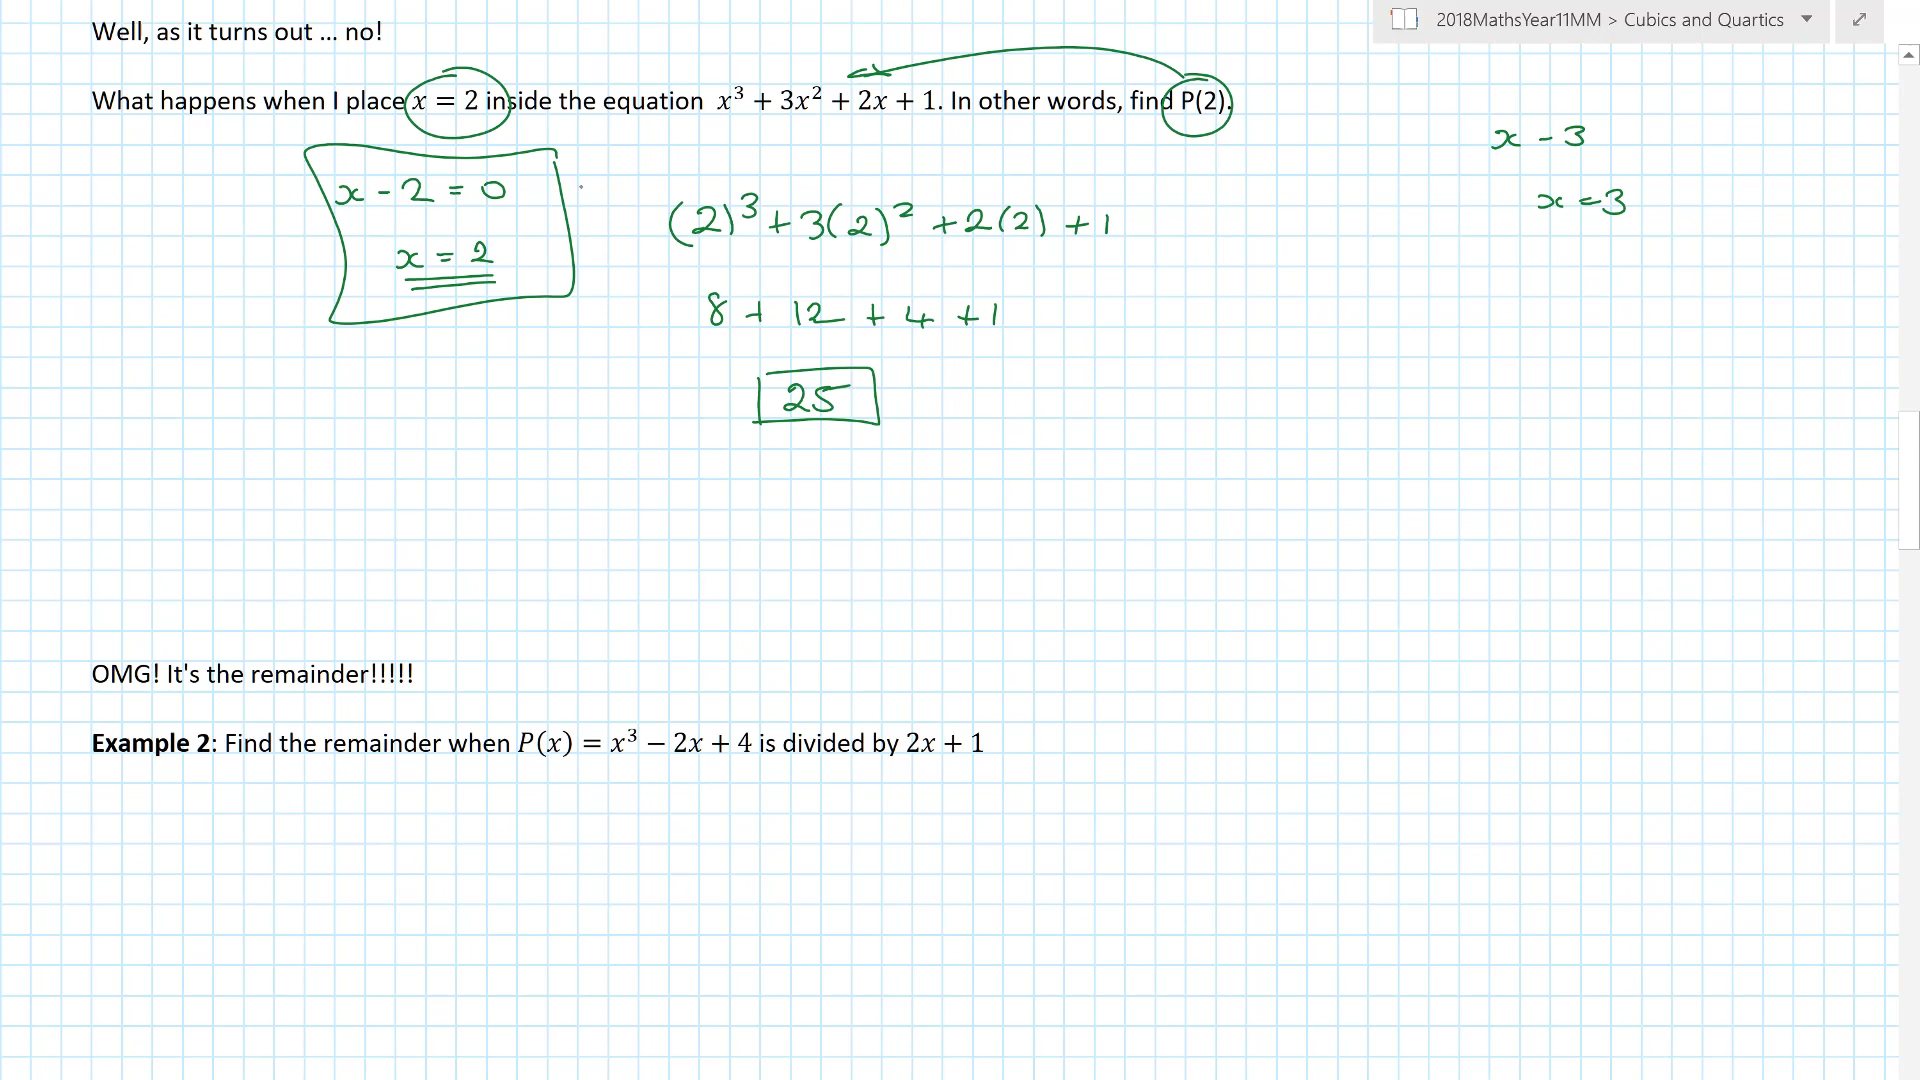 2018MathsYear11MM > Cubics and Quartics
Well, as it turns out ... no!
What happens when I place x = 2 inside the equation x³ + 3x² + 2x + 1. In other words, find P(2).
x - 3
x = 3
x - 2 = 0
x = 2
(2)³ + 3(2)² + 2(2) + 1
8 + 12 + 4 + 1
25
OMG! It's the remainder!!!!!
Example 2: Find the remainder when P(x) = x³ − 2x + 4 is divided by 2x + 1